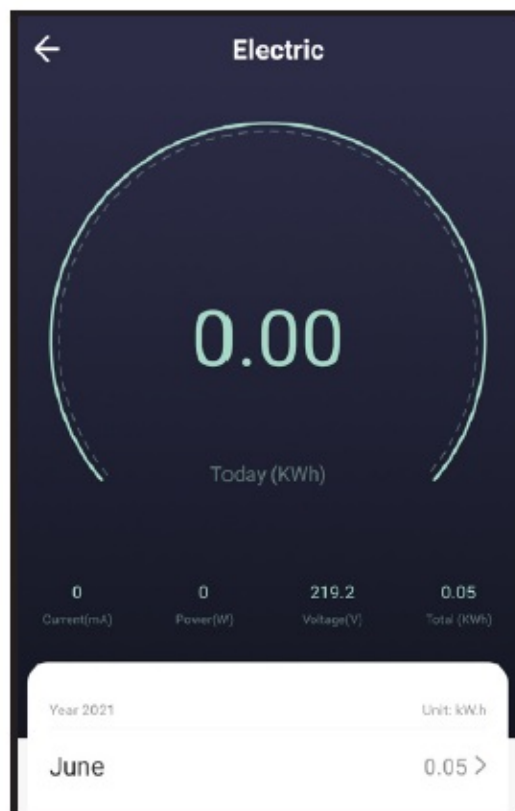 Electric
0.00
Today (KWh)
0 0 219.2 0.05
Current(mA) Power(W) Voltage(V) Total (KWh)
Year 2021 Unit: kW.h
June 0.05